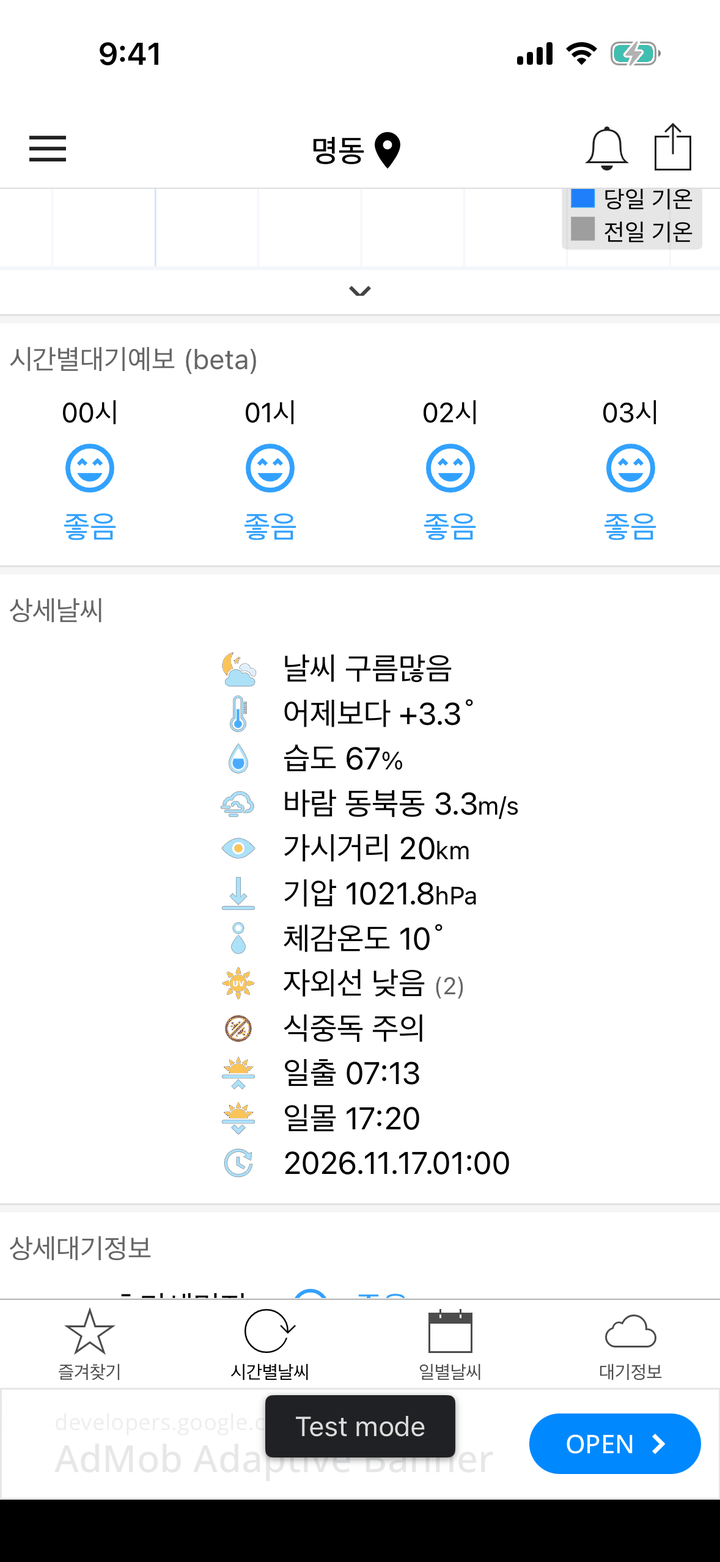 9:41
명동
당일 기온
전일 기온
시간별대기예보 (beta)
00시 01시 02시 03시
좋음 좋음 좋음 좋음
상세날씨
날씨 구름많음
어제보다 +3.3°
습도 67%
바람 동북동 3.3m/s
가시거리 20km
기압 1021.8hPa
체감온도 10°
UV 자외선 낮음 (2)
식중독 주의
일출 07:13
일몰 17:20
2026.11.17.01:00
상세대기정보
즐겨찾기 시간별날씨 일별날씨 대기정보
developers.google.c
Test mode
AdMob Adaptive Banner
OPEN